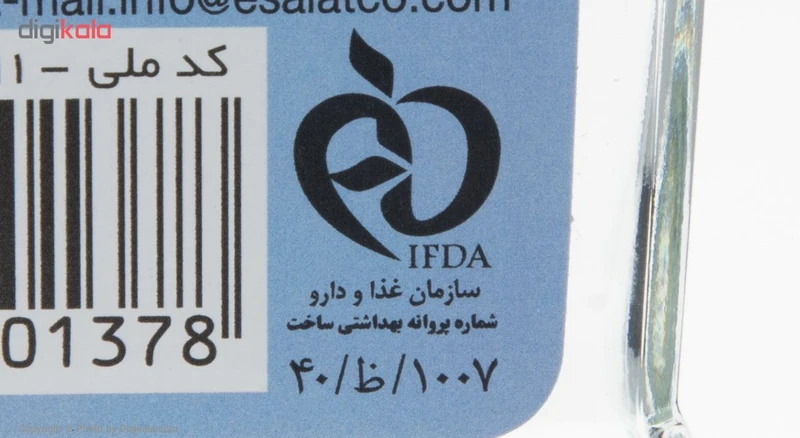 -mail.info@esalatco.com
digikala
کد ملی - ۱
01378
IFDA
سازمان غذا و دارو
شماره پروانه بهداشتی ساخت
۴۰/ظ/۱۰۰۷